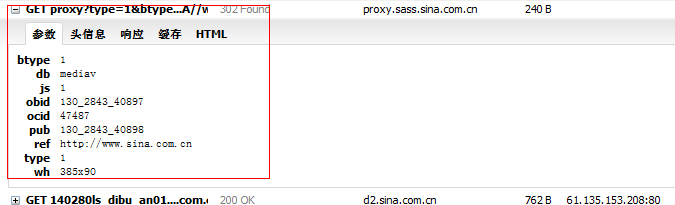 GET proxy?type=1&btype...A//w 302 Found proxy.sass.sina.com.cn 240 B
参数 头信息 响应 缓存 HTML
btype 1
db mediav
js 1
obid 130_2843_40897
ocid 47487
pub 130_2843_40898
ref http://www.sina.com.cn
type 1
wh 385x90
GET 140280ls_dibu_an01....com.c 200 OK d2.sina.com.cn 762 B 61.135.153.208:80